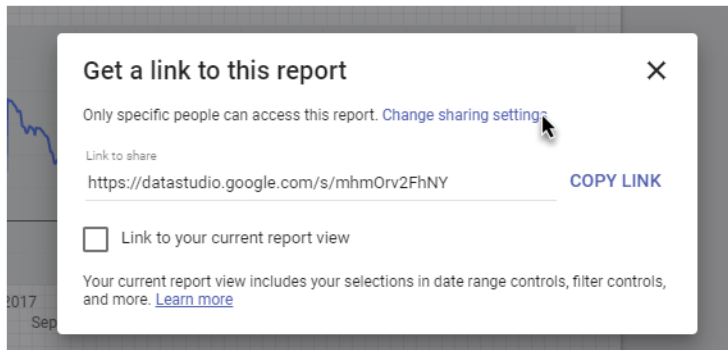 Get a link to this report
Only specific people can access this report. Change sharing settings
Link to share
https://datastudio.google.com/s/mhmOrv2FhNY
COPY LINK
Link to your current report view
Your current report view includes your selections in date range controls, filter controls,
and more. Learn more
2017
Sep